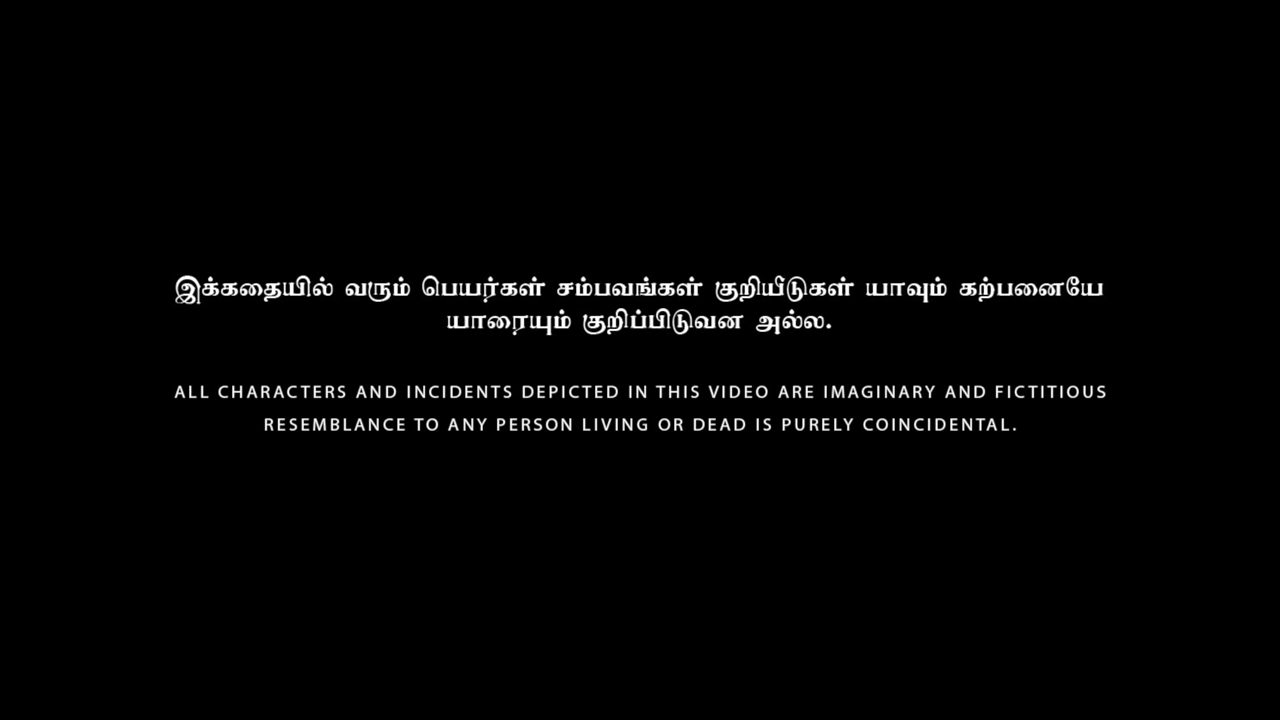 இக்கதையில் வரும் பெயர்கள் சம்பவங்கள் குறியீடுகள் யாவும் கற்பனையே
யாரையும் குறிப்பிடுவன அல்ல.
ALL CHARACTERS AND INCIDENTS DEPICTED IN THIS VIDEO ARE IMAGINARY AND FICTITIOUS
RESEMBLANCE TO ANY PERSON LIVING OR DEAD IS PURELY COINCIDENTAL.